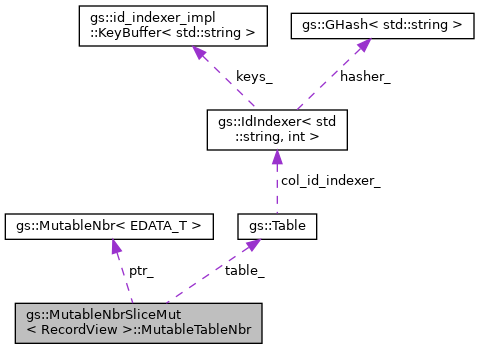 gs::id_indexer_impl
::KeyBuffer< std::string >
gs::GHash< std::string >
keys_
hasher_
gs::IdIndexer< std
::string, int >
col_id_indexer_
gs::MutableNbr< EDATA_T >
gs::Table
ptr_
table_
gs::MutableNbrSliceMut
< RecordView >::MutableTableNbr